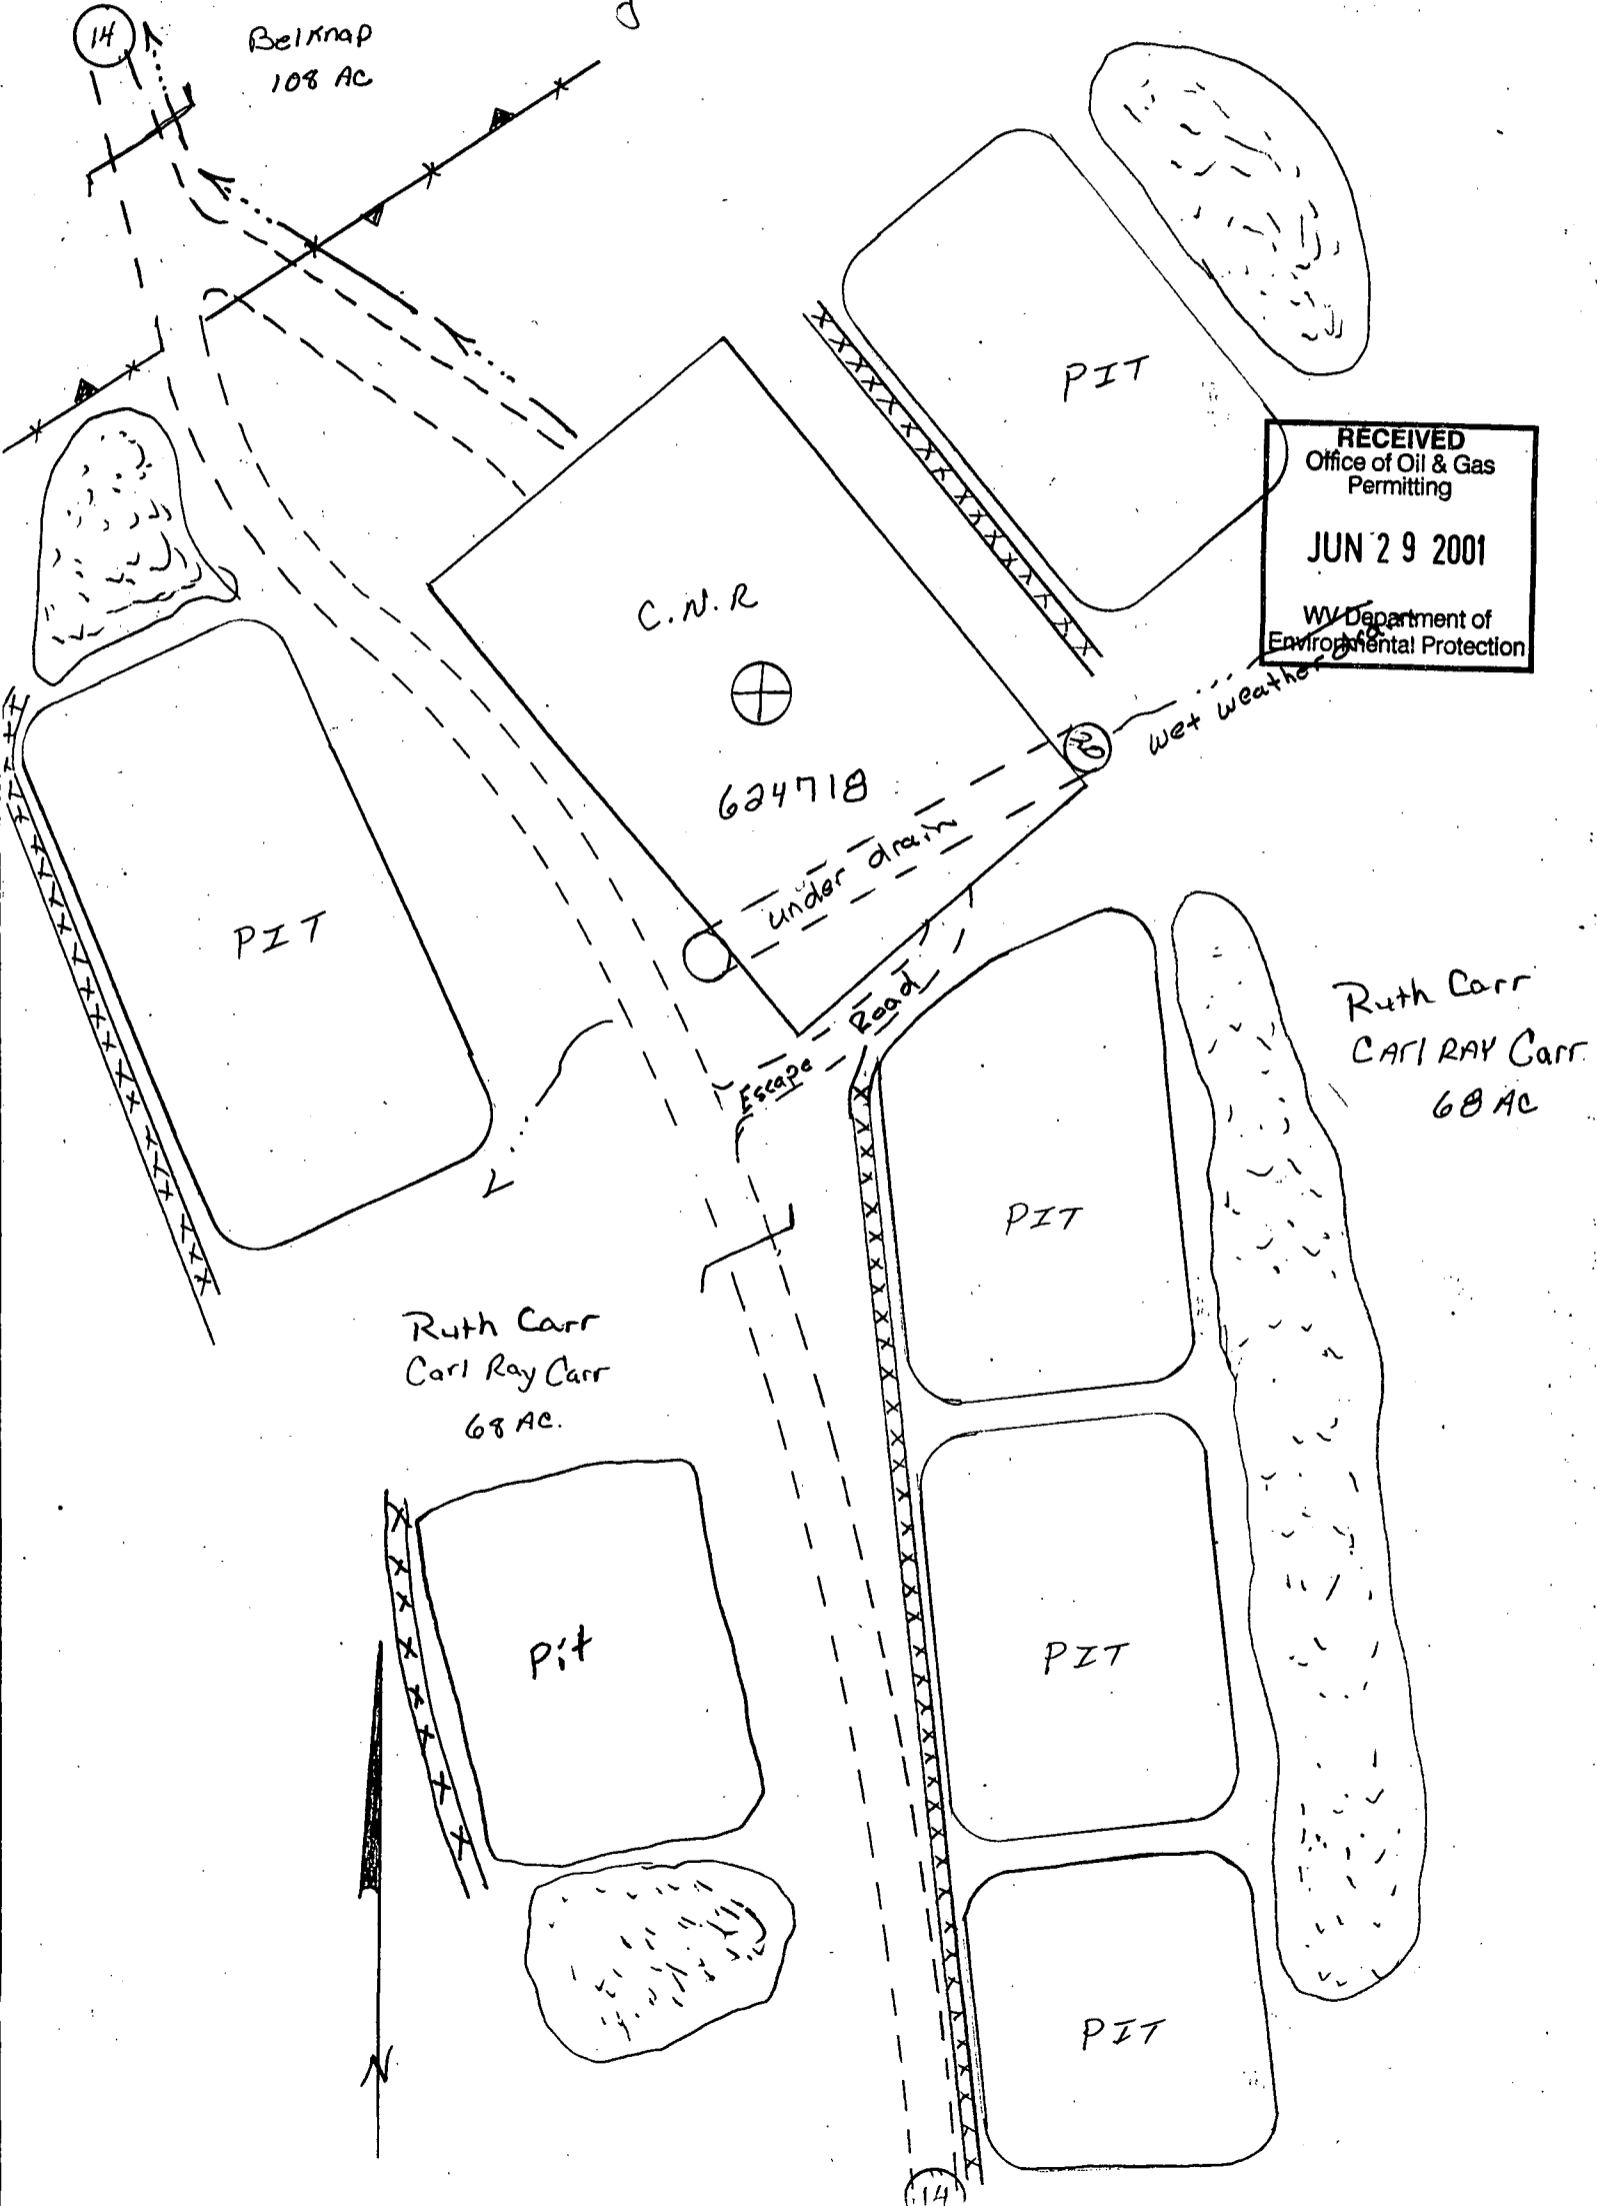 14
Belknap
108 AC
PIT
RECEIVED
Office of Oil & Gas
Permitting
JUN 29 2001
WV Department of
Environmental Protection
C.N.R
624718
20
wet weather
under drain
PIT
Escape Road
Ruth Carr
CArl RAY Carr
68 AC
PIT
Ruth Carr
Carl Ray Carr
68 AC.
Pit
PIT
PIT
N
14